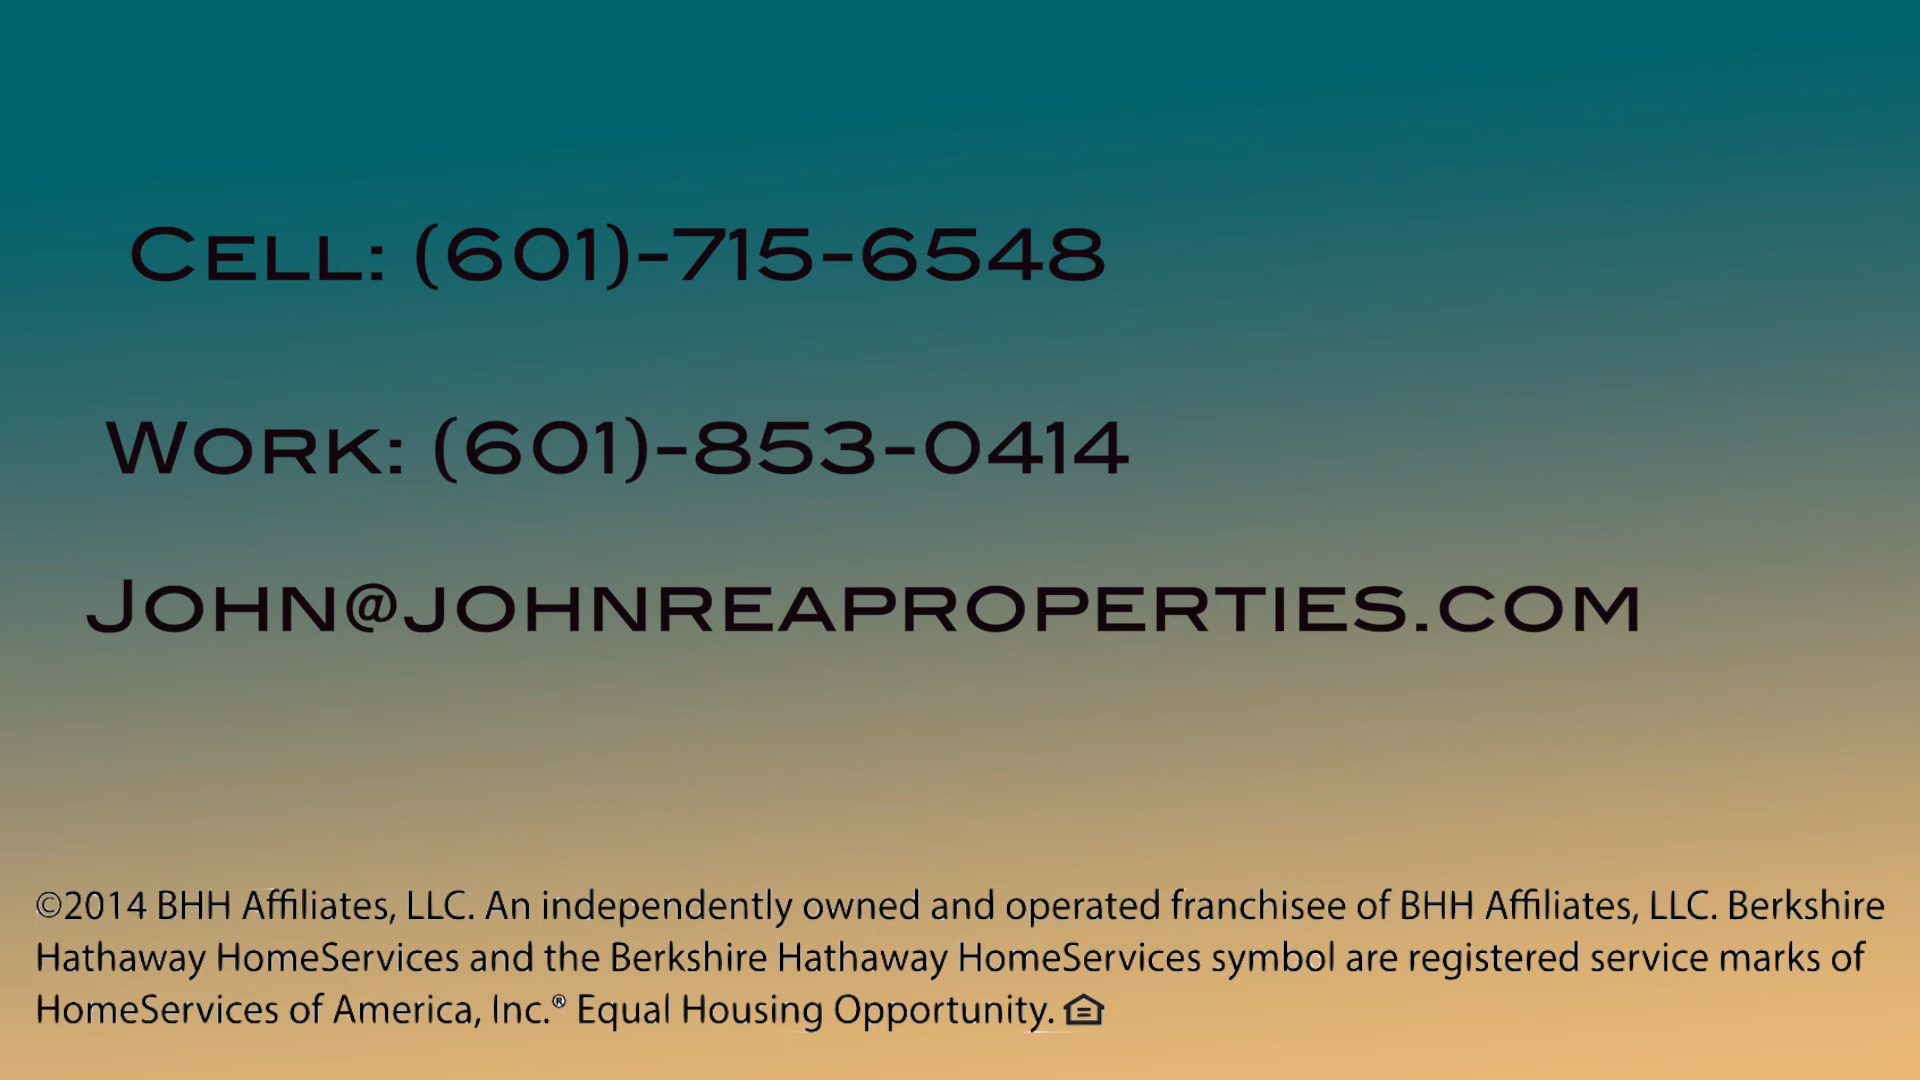 Cell: (601)-715-6548
Work: (601)-853-0414
John@johnreaproperties.com
©2014 BHH Affiliates, LLC. An independently owned and operated franchisee of BHH Affiliates, LLC. Berkshire
Hathaway HomeServices and the Berkshire Hathaway HomeServices symbol are registered service marks of
HomeServices of America, Inc.® Equal Housing Opportunity.